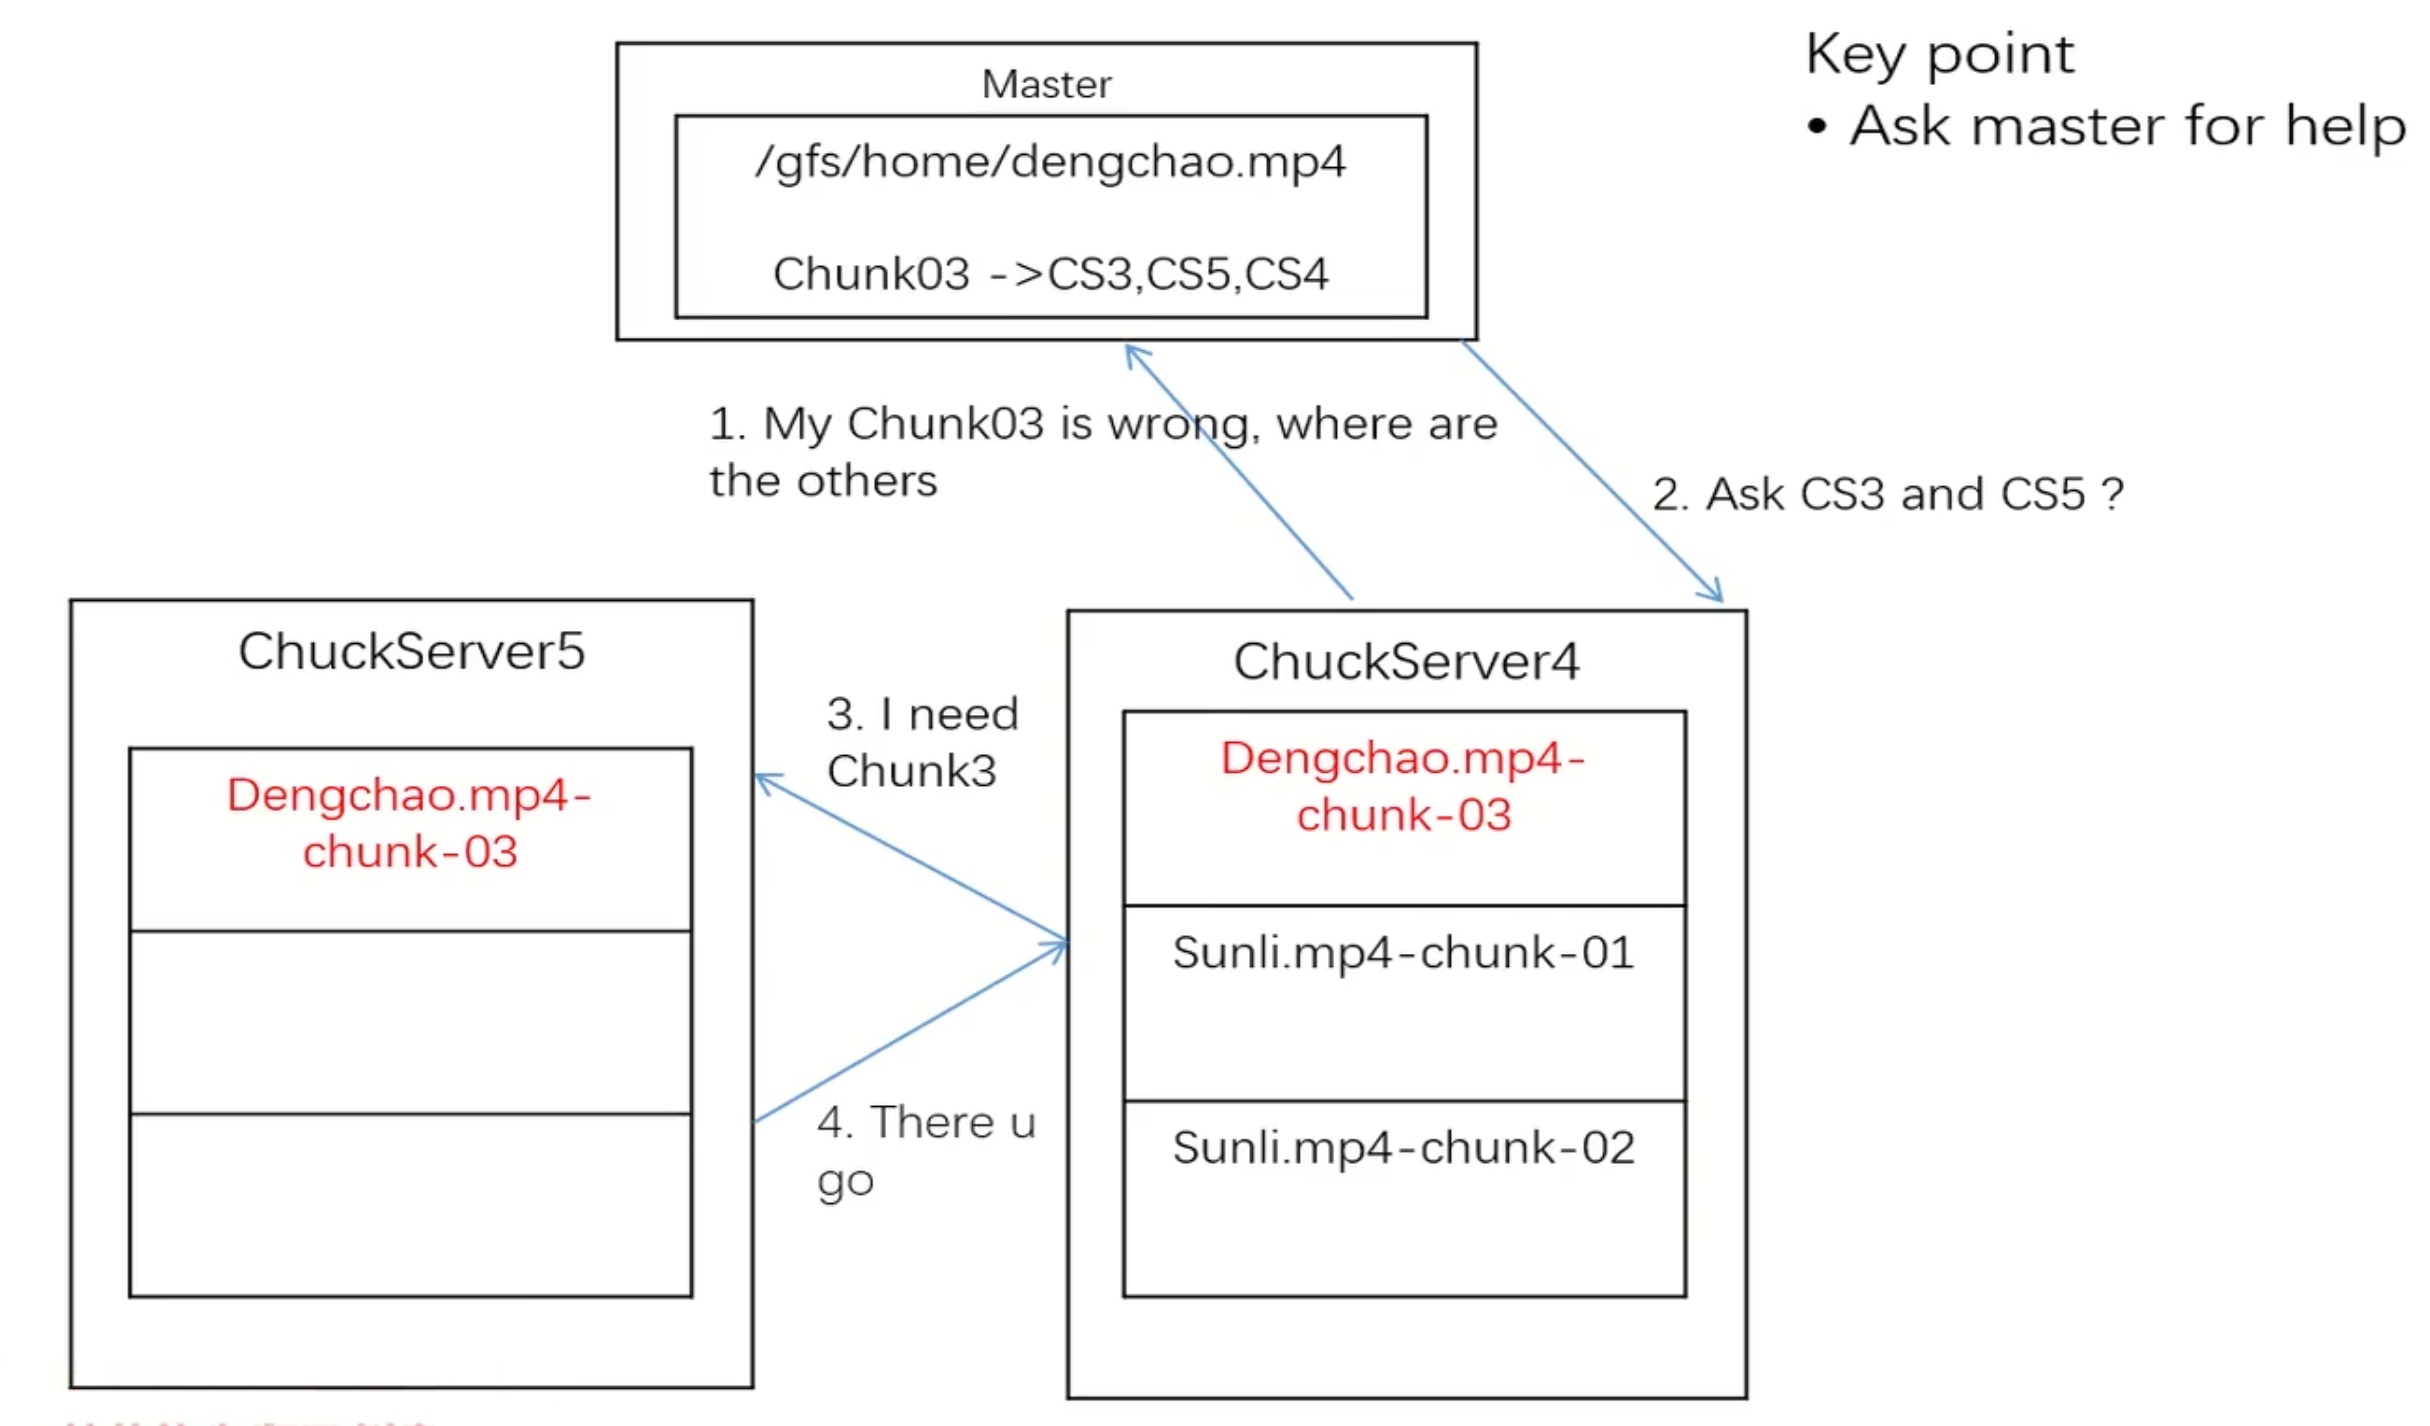 Key point
• Ask master for help
Master
/gfs/home/dengchao.mp4
Chunk03 ->CS3,CS5,CS4
1. My Chunk03 is wrong, where are
the others
2. Ask CS3 and CS5 ?
ChuckServer5
Dengchao.mp4-
chunk-03
3. I need
Chunk3
4. There u
go
ChuckServer4
Dengchao.mp4-
chunk-03
Sunli.mp4-chunk-01
Sunli.mp4-chunk-02